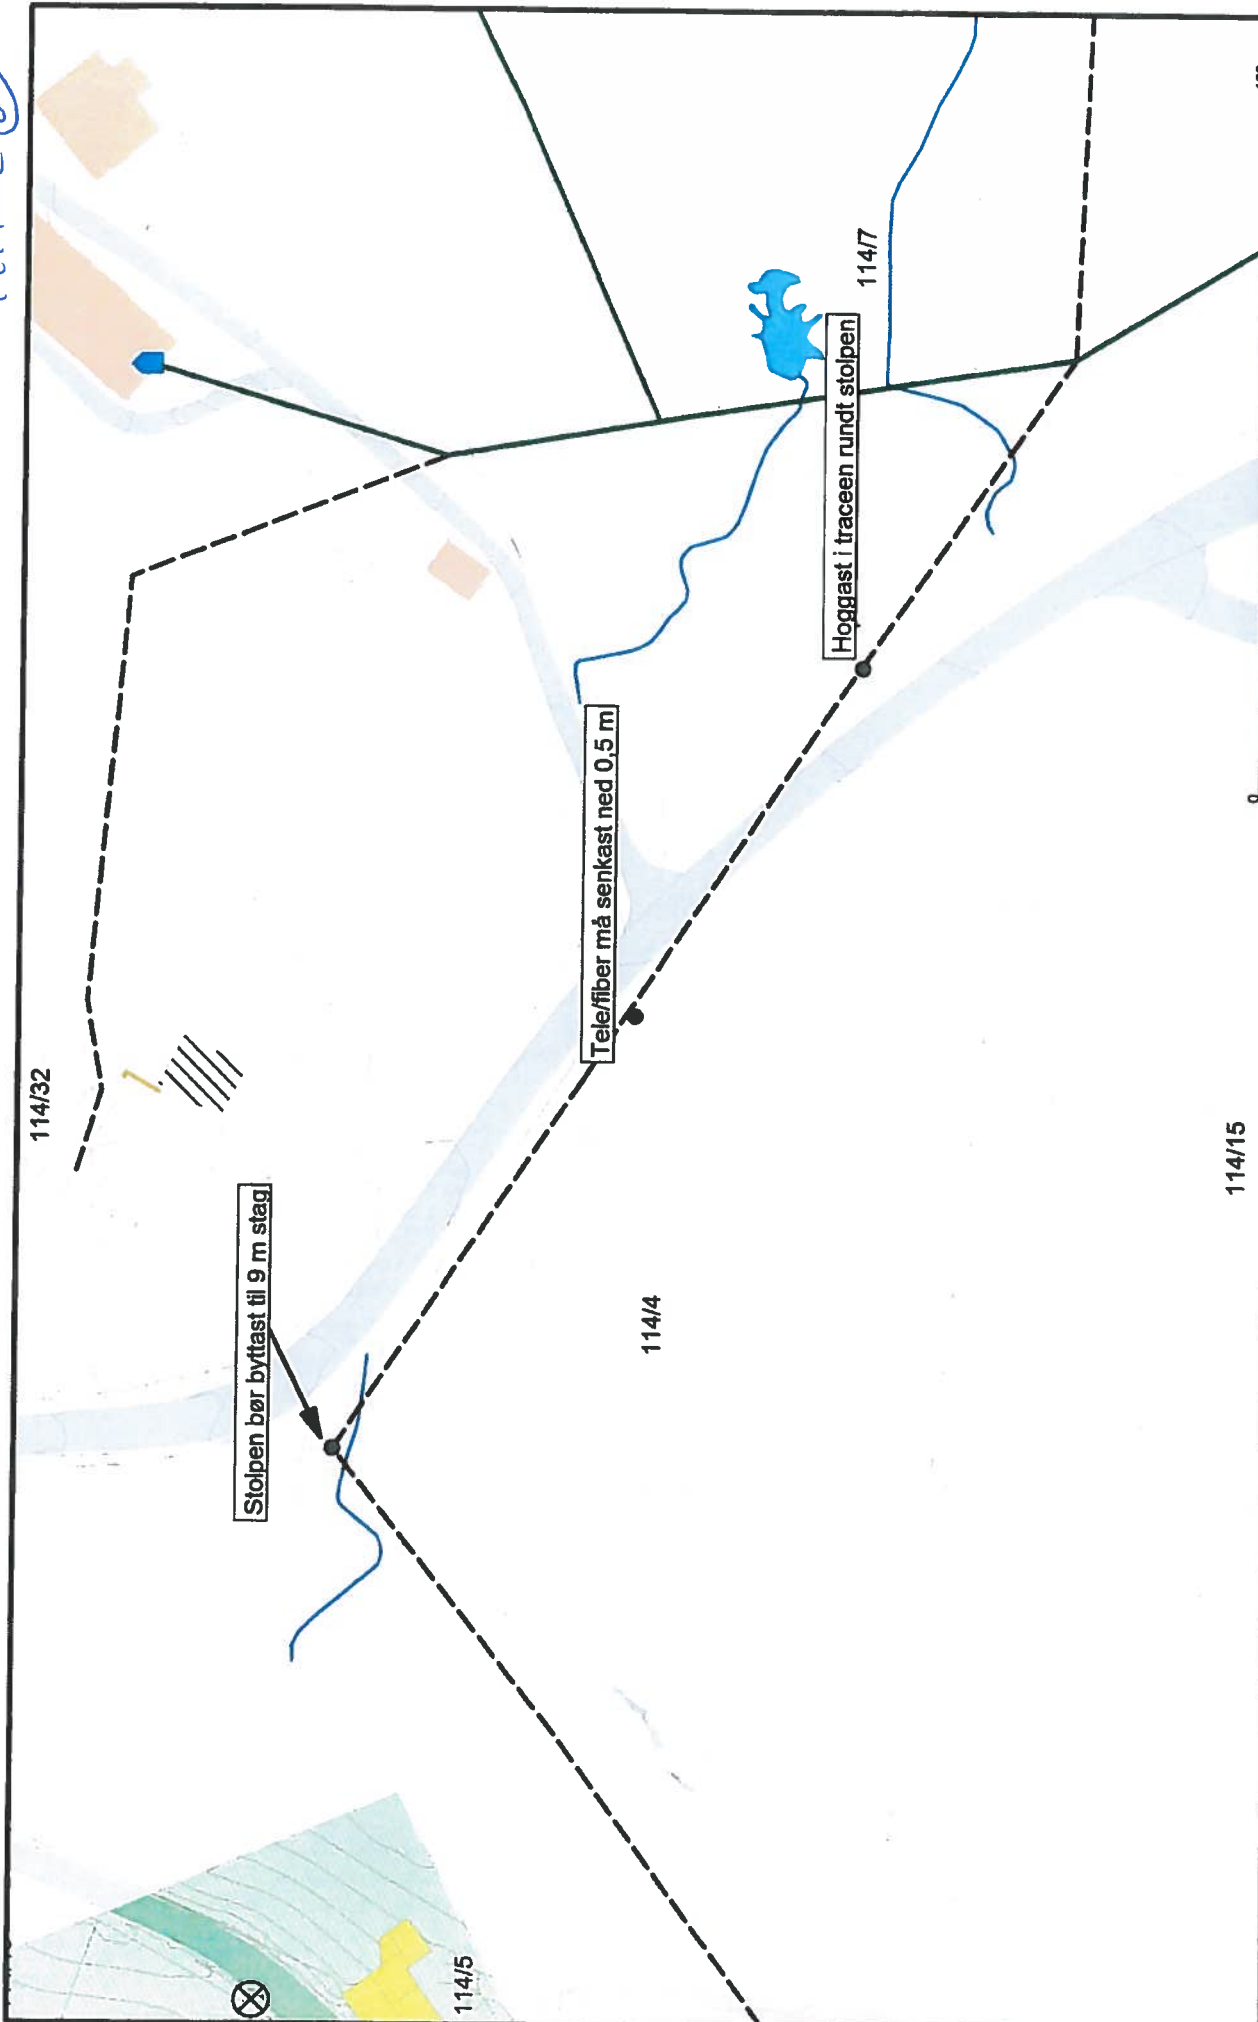 114/32
Stolpen bør byttast til 9 m stag
Tele/fiber må senkast ned 0,5 m
Hoggast i traceen rundt stolpen
114/7
114/4
114/5
114/15
0